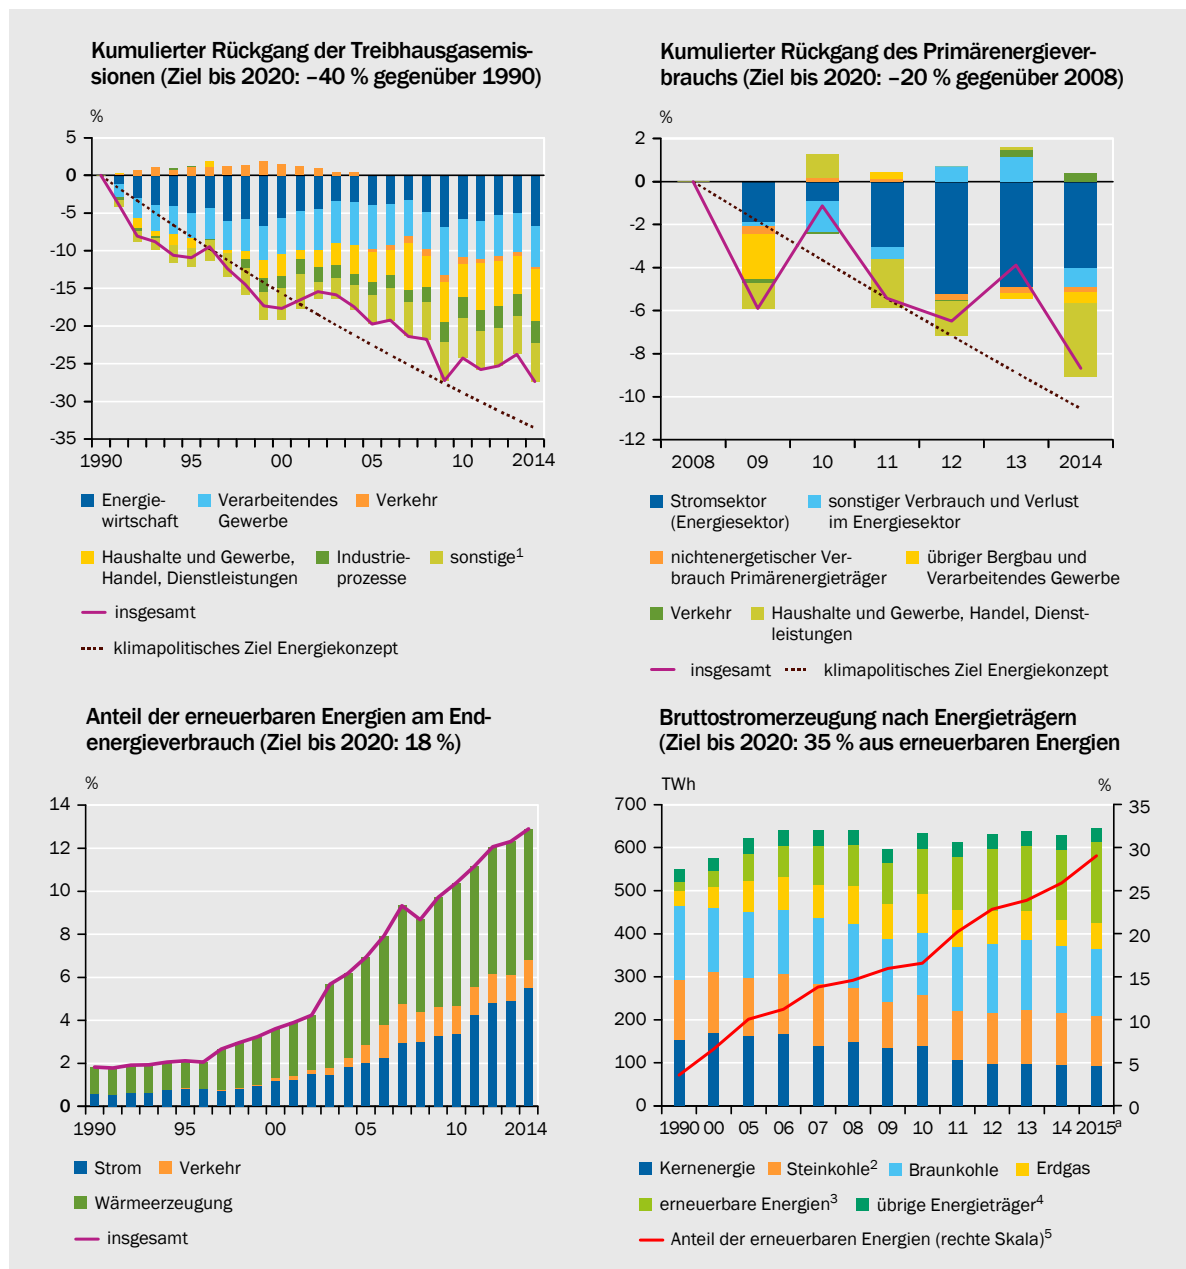 Kumulierter Rückgang der Treibhausgasemis-
sionen (Ziel bis 2020: –40 % gegenüber 1990)
%
5
0
-5
-10
-15
-20
-25
-30
-35
1990 95 00 05 10 2014
Energie-
wirtschaft
Verarbeitendes
Gewerbe
Verkehr
Haushalte und Gewerbe,
Handel, Dienstleistungen
Industrie-
prozesse
sonstige1
insgesamt
klimapolitisches Ziel Energiekonzept
Kumulierter Rückgang des Primärenergiever-
brauchs (Ziel bis 2020: –20 % gegenüber 2008)
%
2
0
-2
-4
-6
-8
-10
-12
2008 09 10 11 12 13 2014
Stromsektor
(Energiesektor)
sonstiger Verbrauch und Verlust
im Energiesektor
nichtenergetischer Ver-
brauch Primärenergieträger
übriger Bergbau und
Verarbeitendes Gewerbe
Verkehr
Haushalte und Gewerbe, Handel, Dienst-
leistungen
insgesamt
klimapolitisches Ziel Energiekonzept
Anteil der erneuerbaren Energien am End-
energieverbrauch (Ziel bis 2020: 18 %)
%
14
12
10
8
6
4
2
0
1990 95 00 05 10 2014
Strom
Verkehr
Wärmeerzeugung
insgesamt
Bruttostromerzeugung nach Energieträgern
(Ziel bis 2020: 35 % aus erneuerbaren Energien
TWh %
700 35
600 30
500 25
400 20
300 15
200 10
100 5
0 0
1990 00 05 06 07 08 09 10 11 12 13 14 2015a
Kernenergie
Steinkohle2
Braunkohle
Erdgas
erneuerbare Energien3
übrige Energieträger4
Anteil der erneuerbaren Energien (rechte Skala)5